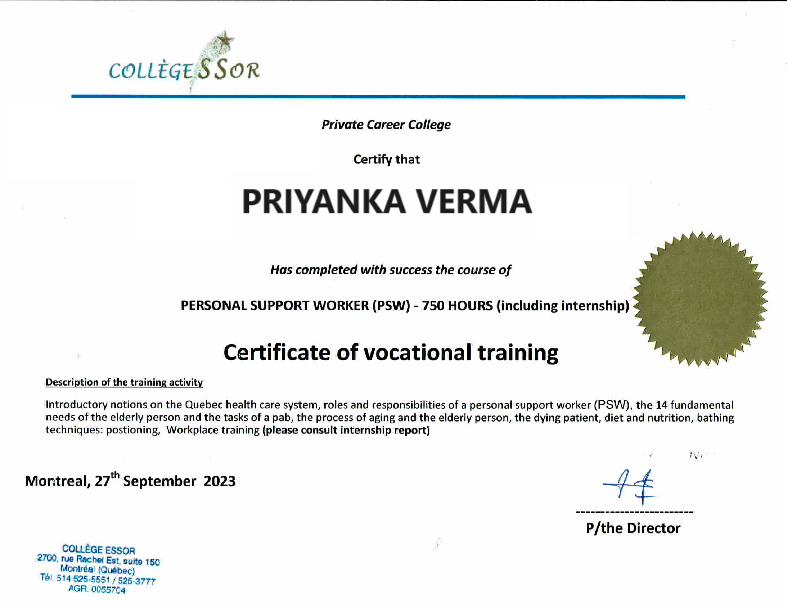 COLLÈGE ESSOR
Private Career College
Certify that
PRIYANKA VERMA
Has completed with success the course of
PERSONAL SUPPORT WORKER (PSW) - 750 HOURS (including internship)
Certificate of vocational training
Description of the training activity
Introductory notions on the Quebec health care system, roles and responsibilities of a personal support worker (PSW), the 14 fundamental
needs of the elderly person and the tasks of a pab, the process of aging and the elderly person, the dying patient, diet and nutrition, bathing
techniques: postioning, Workplace training (please consult internship report)
Montreal, 27th September 2023
P/the Director
COLLÈGE ESSOR
2700, rue Rachel Est, suite 150
Montréal (Québec)
Tél. 514 525-5551 / 525-3777
AGR. 0055704